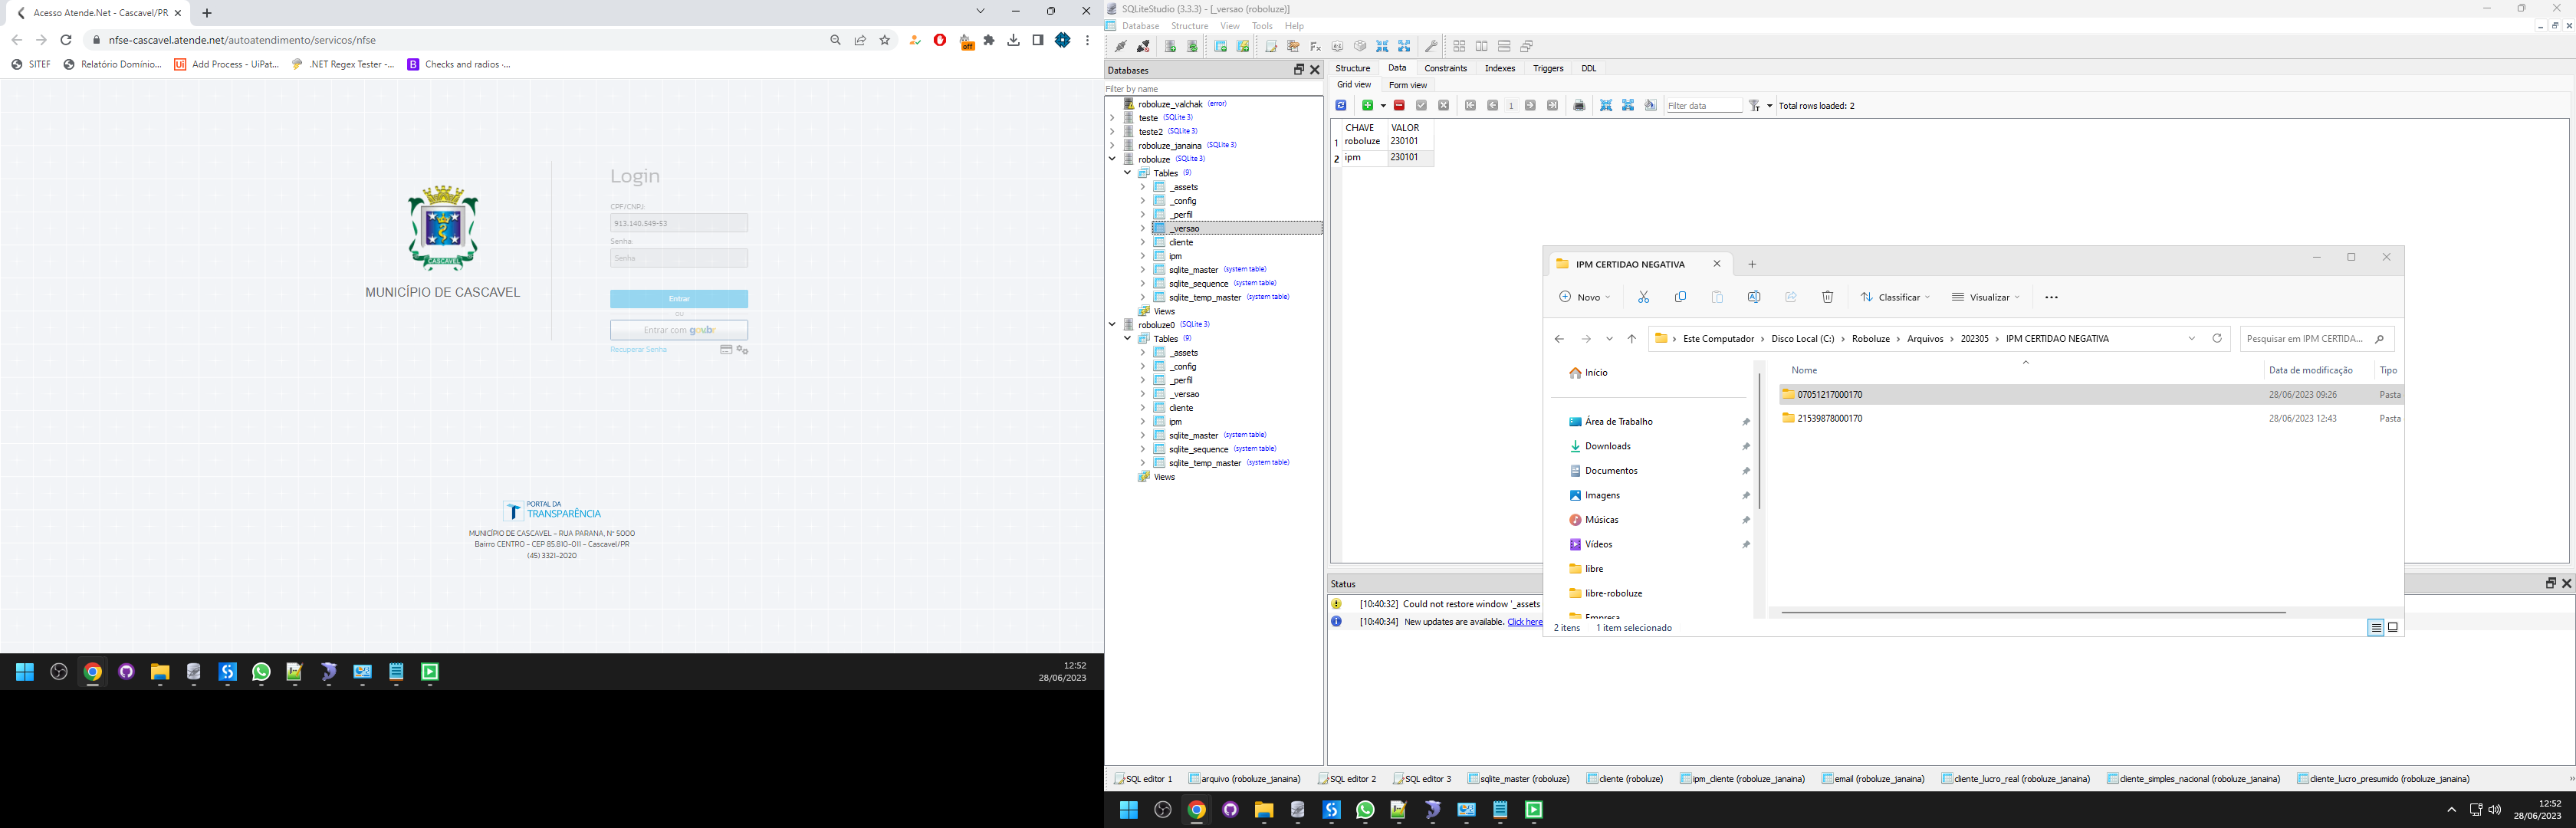 Acesso Atende.Net - Cascavel/PR
nfse-cascavel.atende.net/autoatendimento/servicos/nfse
SITEF
Relatório Domínio...
Add Process - UiPat...
.NET Regex Tester -...
Checks and radios -...
Login
CPF/CNPJ:
913.140.549-53
Senha:
Senha
Entrar
ou
Entrar com gov.br
Recuperar Senha
CASCAVEL
MUNICÍPIO DE CASCAVEL
PORTAL DA
TRANSPARÊNCIA
MUNICÍPIO DE CASCAVEL - RUA PARANA, Nº 5000
Bairro CENTRO - CEP 85.810-011 - Cascavel/PR
(45) 3321-2020
12:52
28/06/2023
SQLiteStudio (3.3.3) - [_versao (roboluze)]
Database Structure View Tools Help
Databases
Filter by name
roboluze_valchak (error)
teste (SQLite 3)
teste2 (SQLite 3)
roboluze_janaina (SQLite 3)
roboluze (SQLite 3)
Tables (9)
_assets
_config
_perfil
_versao
cliente
ipm
sqlite_master (system table)
sqlite_sequence (system table)
sqlite_temp_master (system table)
Views
roboluze0 (SQLite 3)
Tables (9)
_assets
_config
_perfil
_versao
cliente
ipm
sqlite_master (system table)
sqlite_sequence (system table)
sqlite_temp_master (system table)
Views
Structure Data Constraints Indexes Triggers DDL
Grid view Form view
1 Filter data Total rows loaded: 2
CHAVE VALOR
1 roboluze 230101
2 ipm 230101
IPM CERTIDAO NEGATIVA
Novo Classificar Visualizar
Este Computador > Disco Local (C:) > Roboluze > Arquivos > 202305 > IPM CERTIDAO NEGATIVA
Pesquisar em IPM CERTIDA...
Início
Área de Trabalho
Downloads
Documentos
Imagens
Músicas
Vídeos
libre
libre-roboluze
Empresa
Nome Data de modificação Tipo
07051217000170 28/06/2023 09:26 Pasta
21539878000170 28/06/2023 12:43 Pasta
2 itens 1 item selecionado
Status
[10:40:32] Could not restore window '_assets
[10:40:34] New updates are available. Click here
SQL editor 1 arquivo (roboluze_janaina) SQL editor 2 SQL editor 3 sqlite_master (roboluze) cliente (roboluze) ipm_cliente (roboluze_janaina) email (roboluze_janaina) cliente_lucro_real (roboluze_janaina) cliente_simples_nacional (roboluze_janaina) cliente_lucro_presumido (roboluze_janaina)
12:52
28/06/2023